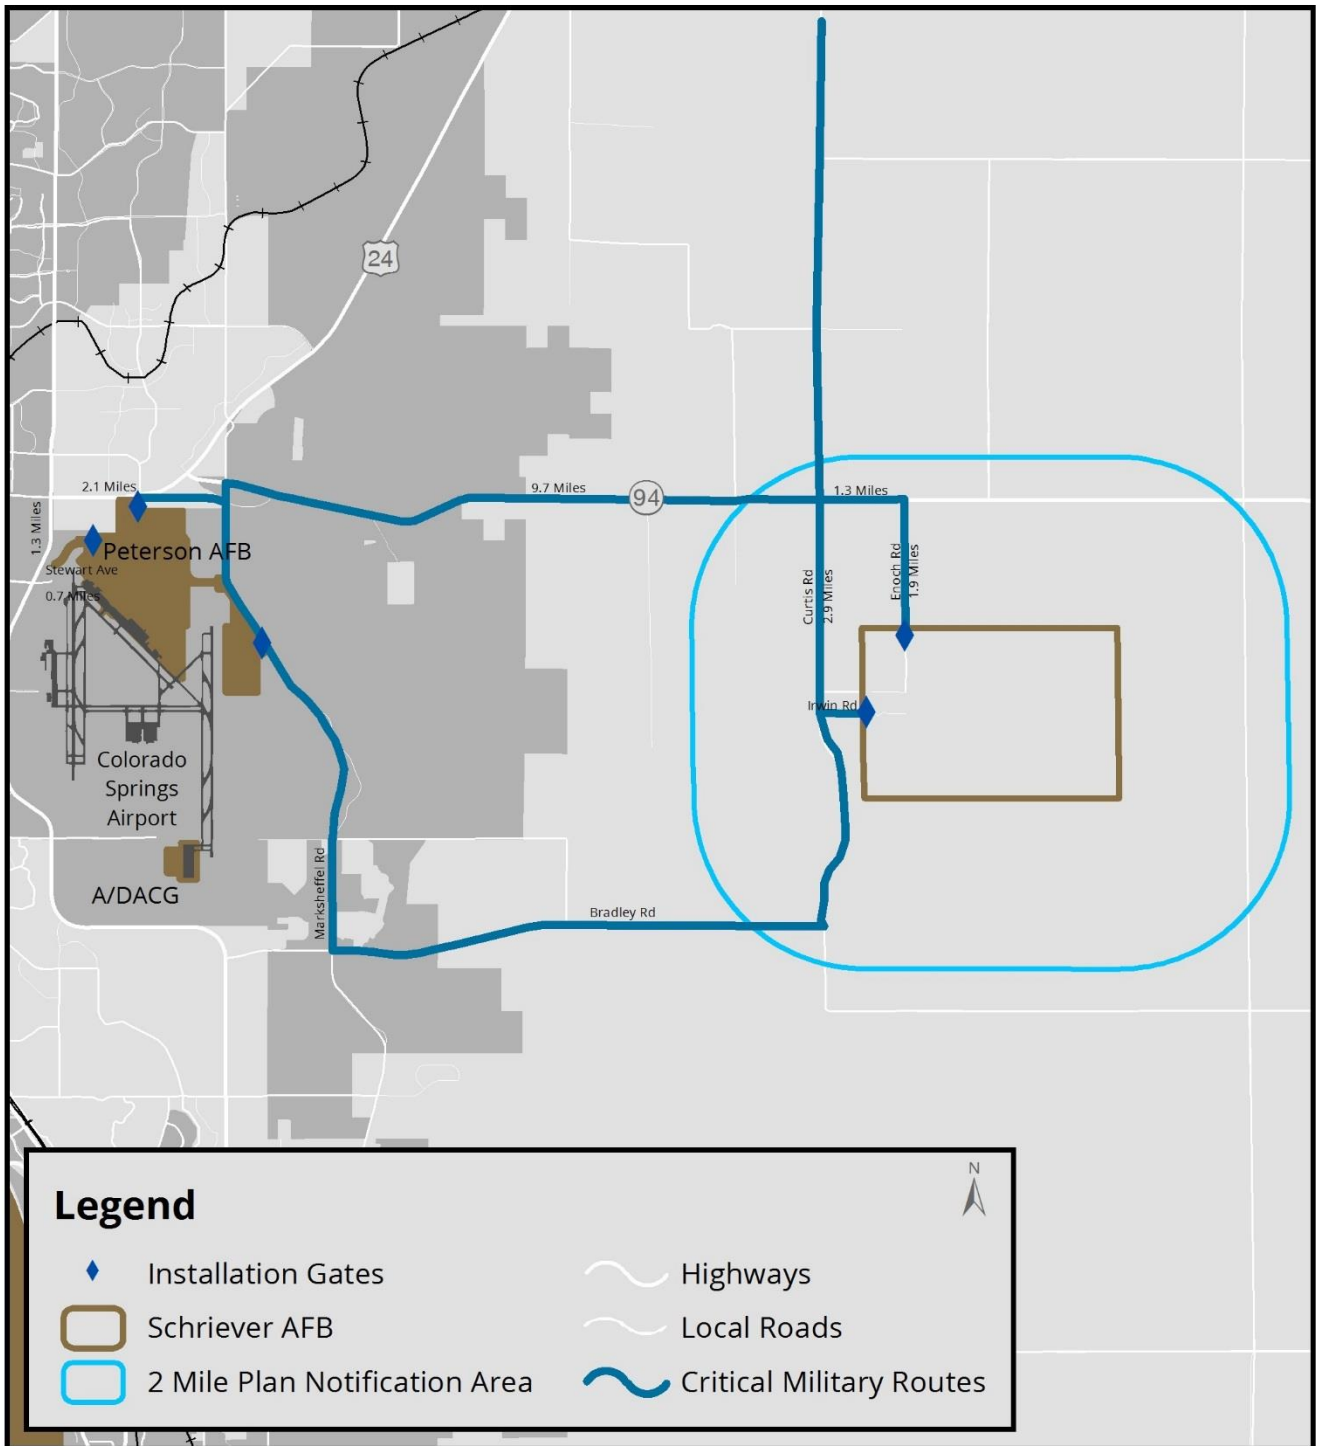 24
2.1 Miles
9.7 Miles
94
1.3 Miles
1.3 Miles
Peterson AFB
Stewart Ave
0.7 Miles
Enoch Rd
1.9 Miles
Curtis Rd
2.9 Miles
Irwin Rd
Colorado
Springs
Airport
A/DACG
Marksheffel Rd
Bradley Rd
Legend
N
Installation Gates
Schriever AFB
2 Mile Plan Notification Area
Highways
Local Roads
Critical Military Routes